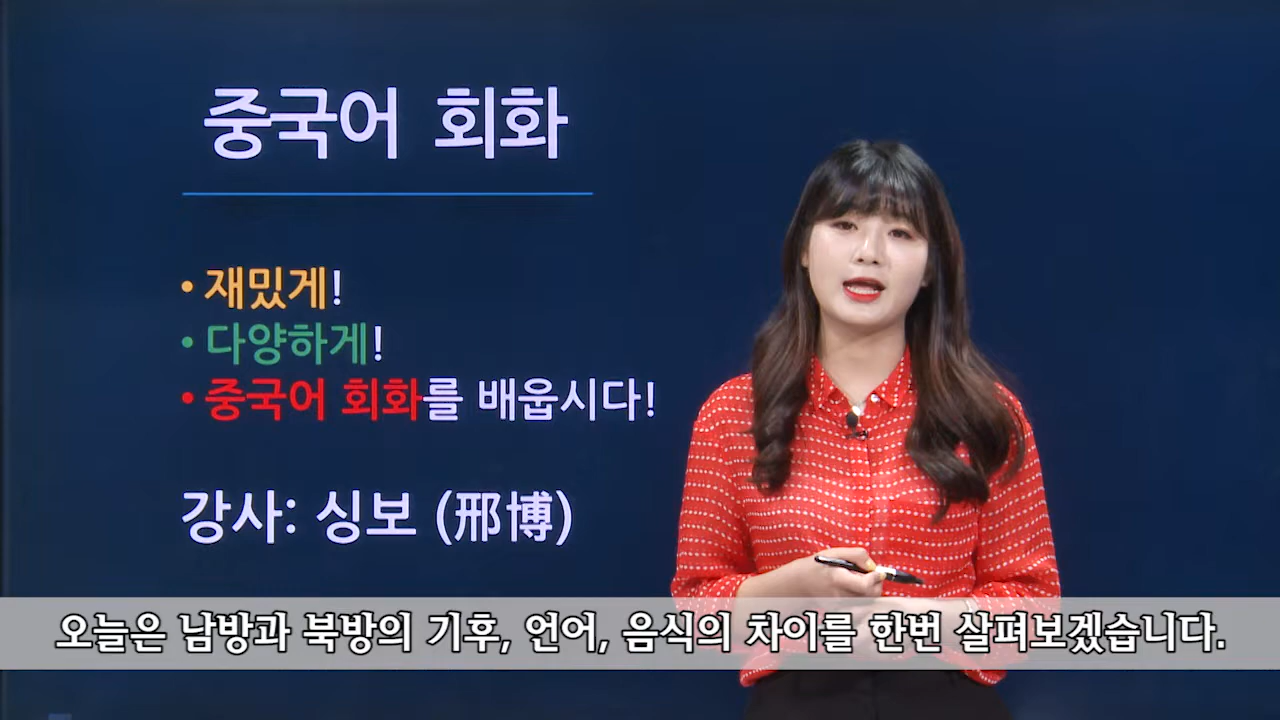 중국어 회화
• 재밌게!
• 다양하게!
• 중국어 회화를 배웁시다!
강사: 싱보 (邢博)
오늘은 남방과 북방의 기후, 언어, 음식의 차이를 한번 살펴보겠습니다.